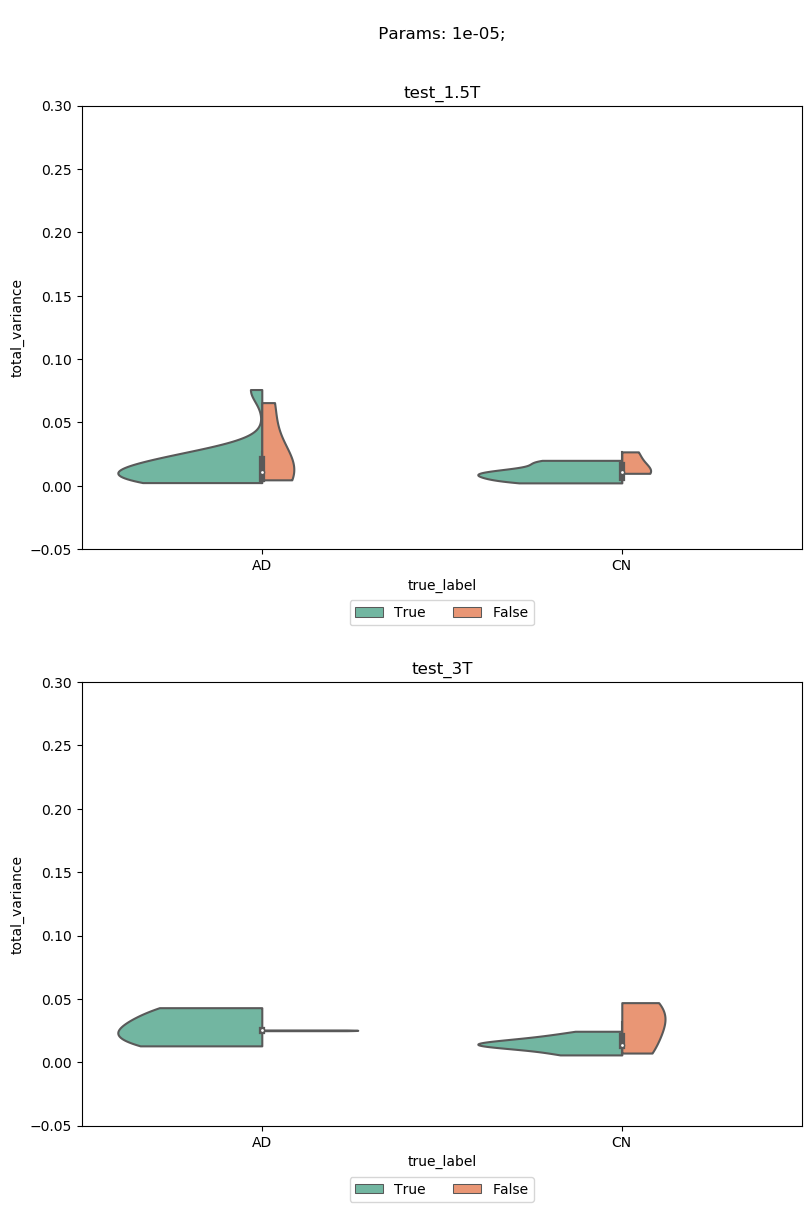 Params: 1e-05;
test_1.5T
0.30
0.25
0.20
0.15
0.10
0.05
0.00
−0.05
total_variance
AD CN
true_label
True False
test_3T
0.30
0.25
0.20
0.15
0.10
0.05
0.00
−0.05
total_variance
AD CN
true_label
True False